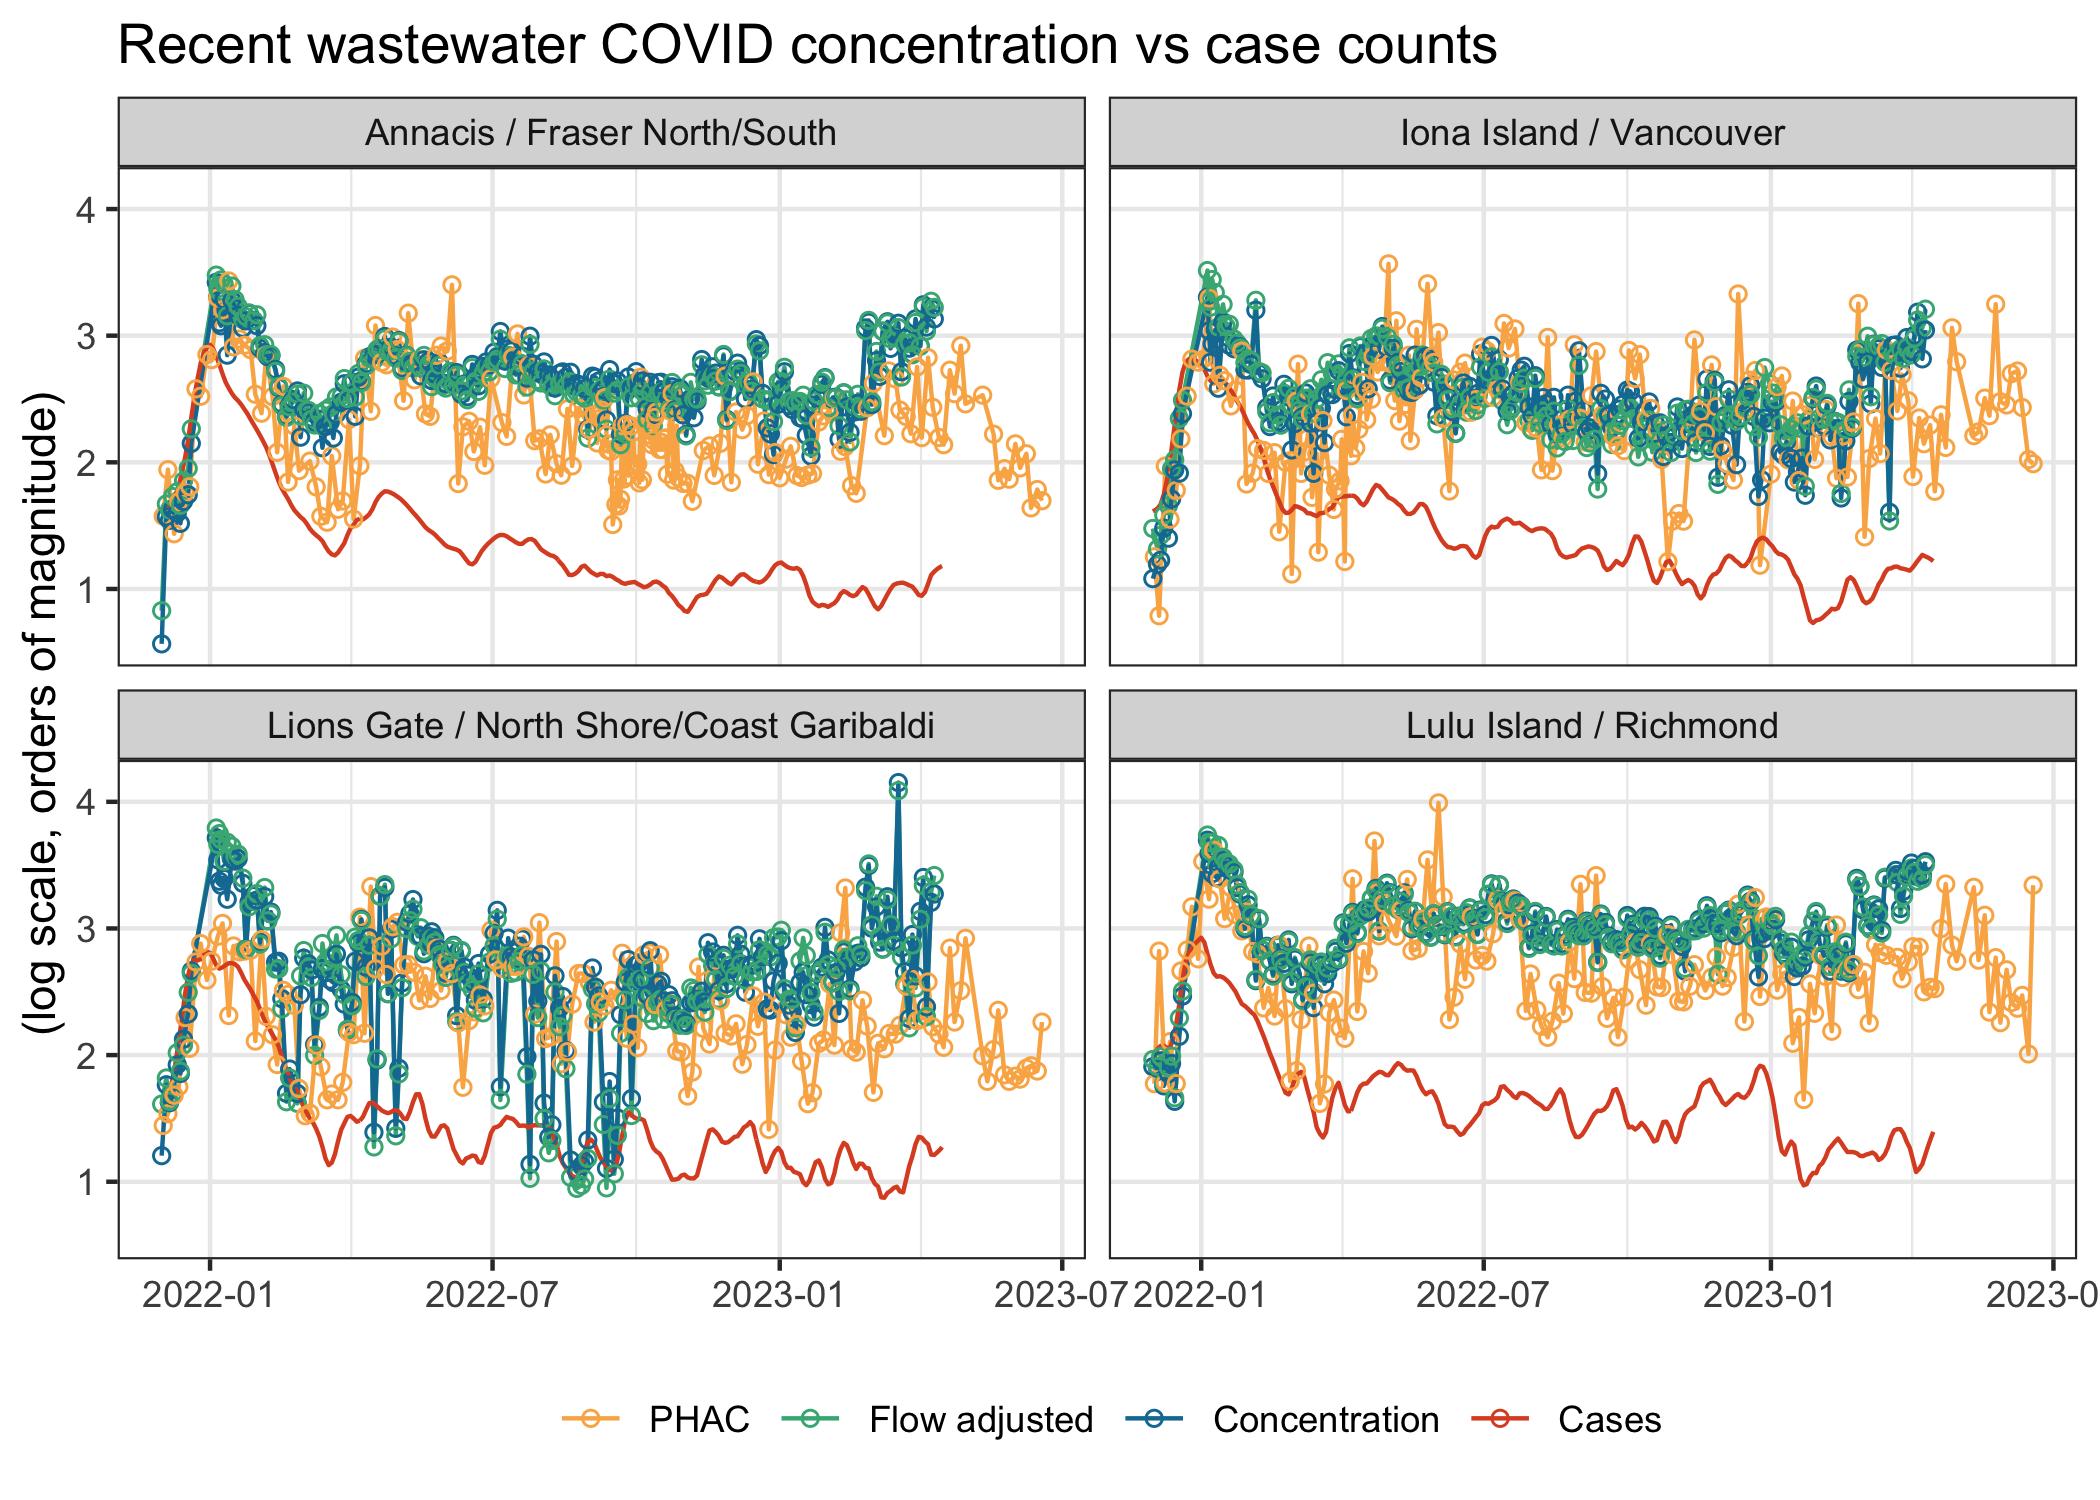 Recent wastewater COVID concentration vs case counts
Annacis / Fraser North/South
Iona Island / Vancouver
4
3
2
1
(log scale, orders of magnitude)
Lions Gate / North Shore/Coast Garibaldi
Lulu Island / Richmond
4
3
2
1
2022-01
2022-07
2023-01
2023-07
2022-01
2022-07
2023-01
2023-0
PHAC
Flow adjusted
Concentration
Cases